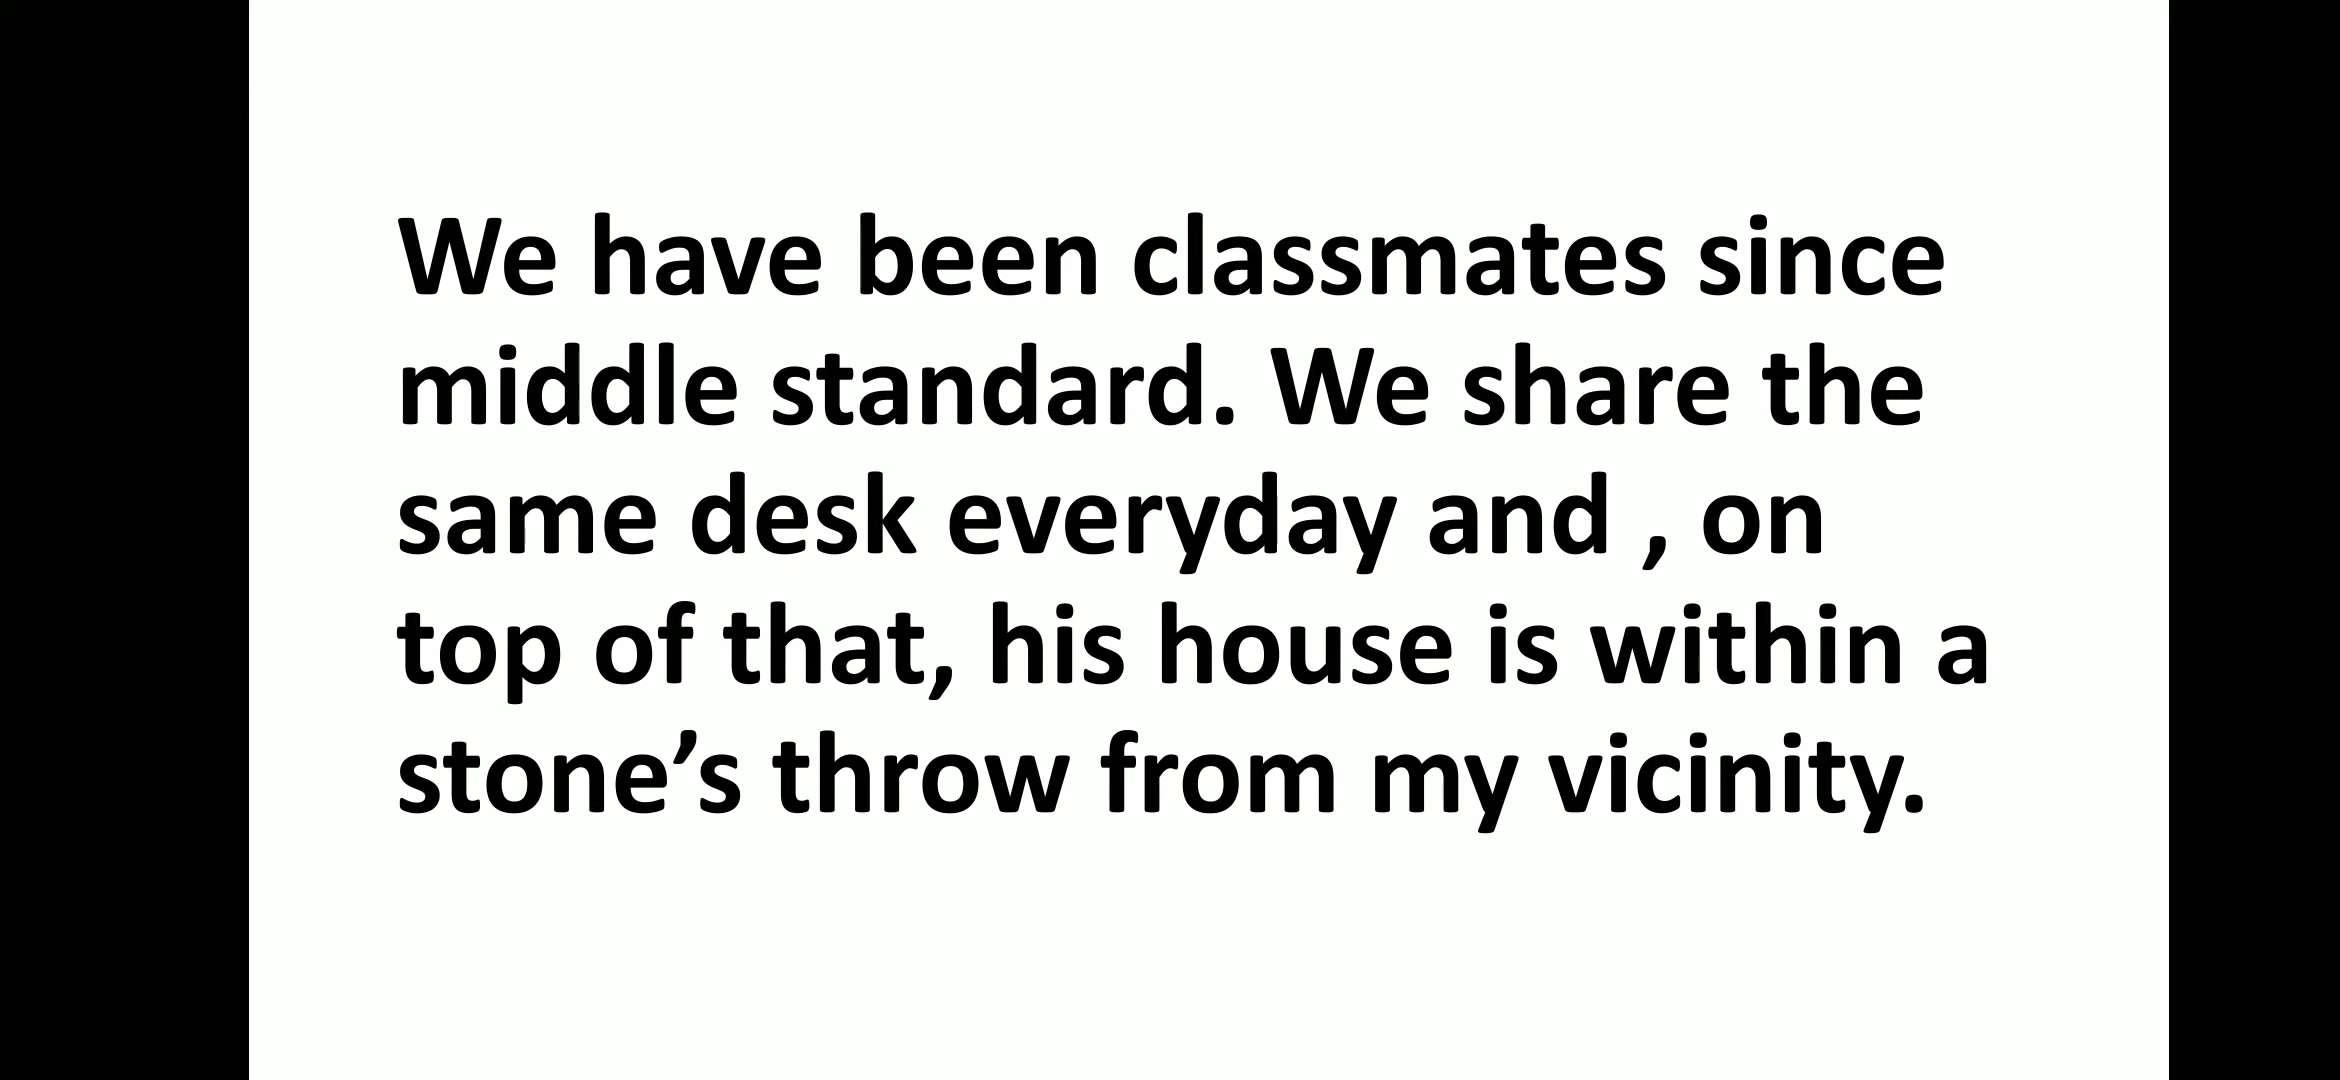 We have been classmates since
middle standard. We share the
same desk everyday and , on
top of that, his house is within a
stone’s throw from my vicinity.